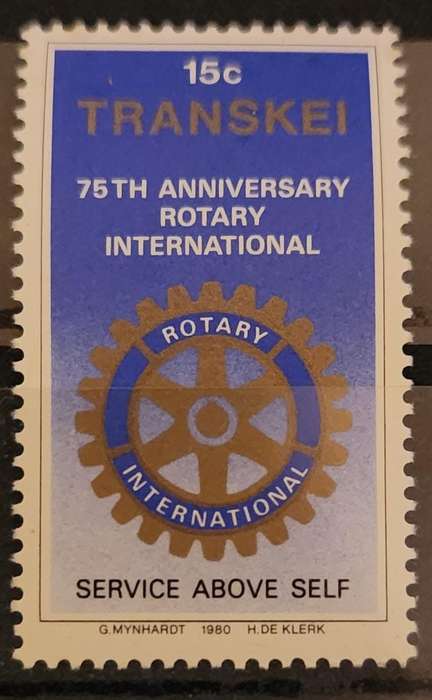 15c
TRANSKEI
75TH ANNIVERSARY
ROTARY
INTERNATIONAL
ROTARY
INTERNATIONAL
SERVICE ABOVE SELF
G.MYNHARDT 1980 H.DE KLERK